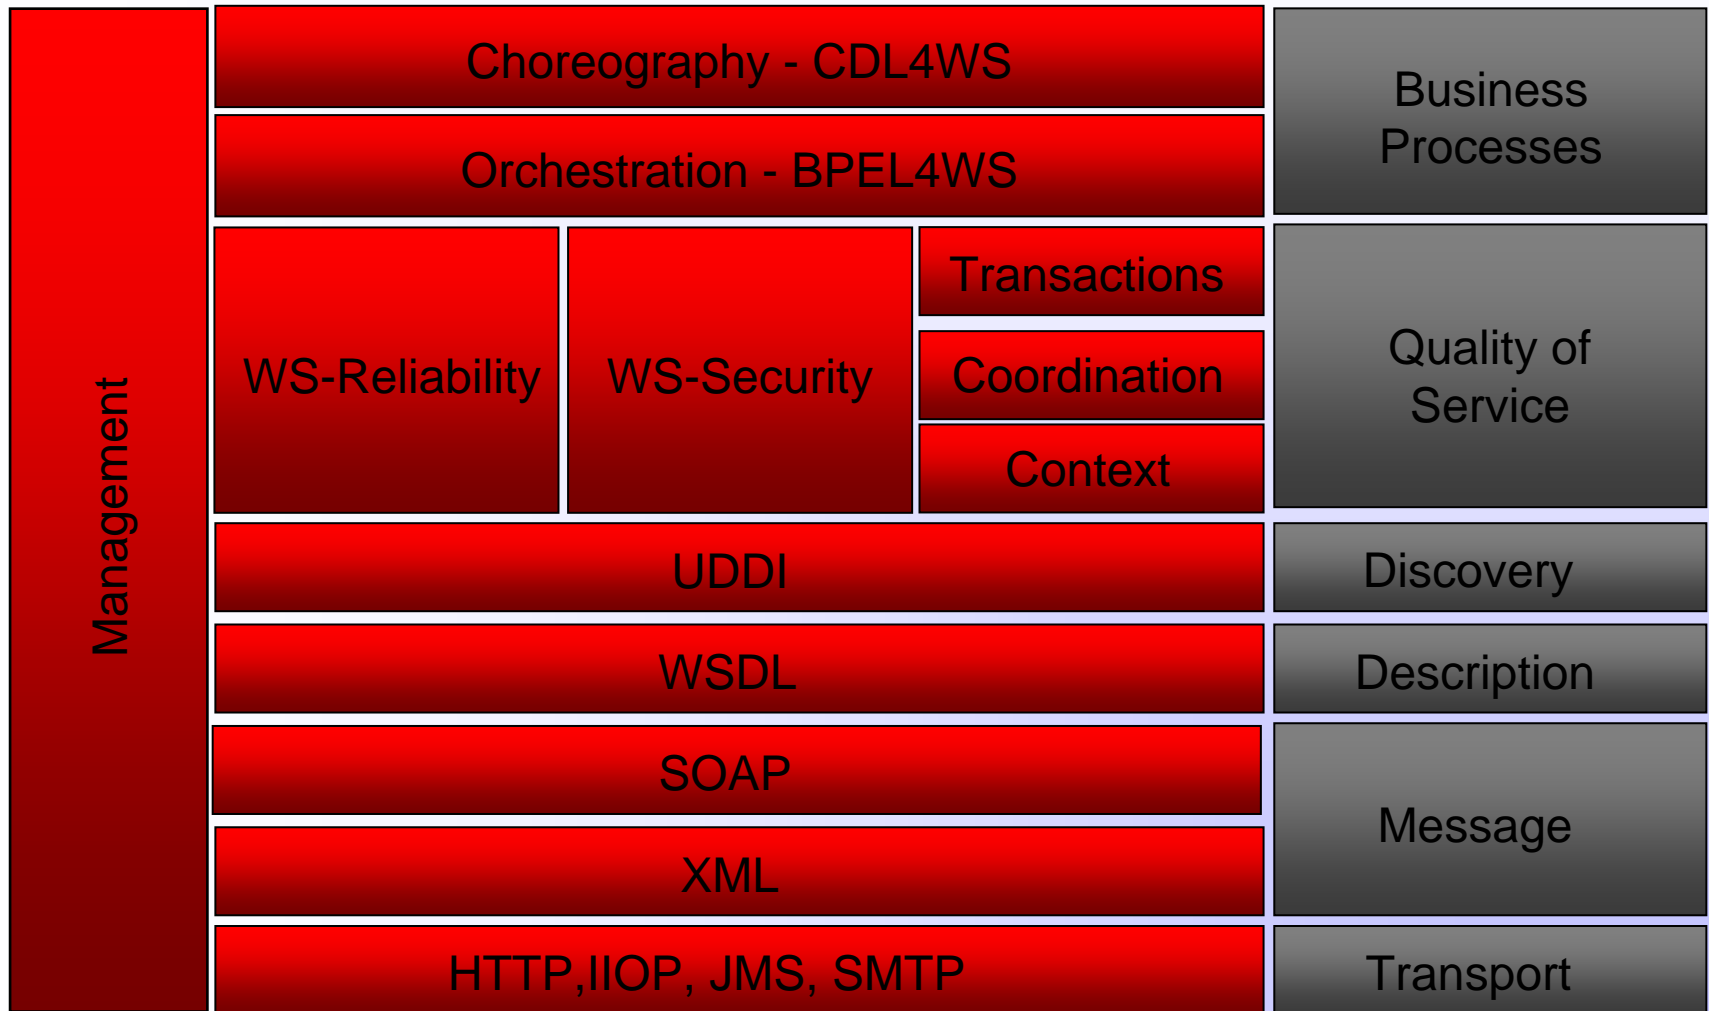 Management
Choreography - CDL4WS
Orchestration - BPEL4WS
Business
Processes
WS-Reliability
WS-Security
Transactions
Coordination
Context
Quality of
Service
UDDI
Discovery
WSDL
Description
SOAP
XML
Message
HTTP,IIOP, JMS, SMTP
Transport